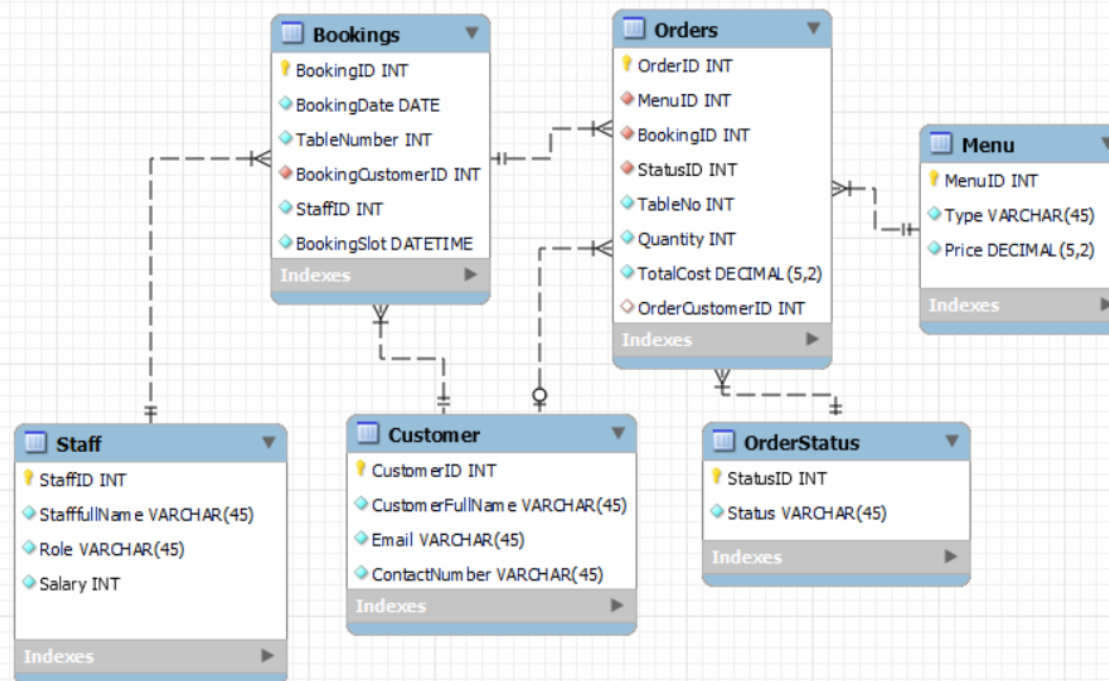 Bookings
BookingID INT
BookingDate DATE
TableNumber INT
BookingCustomerID INT
StaffID INT
BookingSlot DATETIME
Indexes
Orders
OrderID INT
MenuID INT
BookingID INT
StatusID INT
TableNo INT
Quantity INT
TotalCost DECIMAL(5,2)
OrderCustomerID INT
Indexes
Menu
MenuID INT
Type VARCHAR(45)
Price DECIMAL(5,2)
Indexes
Staff
StaffID INT
StafffullName VARCHAR(45)
Role VARCHAR(45)
Salary INT
Indexes
Customer
CustomerID INT
CustomerFullName VARCHAR(45)
Email VARCHAR(45)
ContactNumber VARCHAR(45)
Indexes
OrderStatus
StatusID INT
Status VARCHAR(45)
Indexes